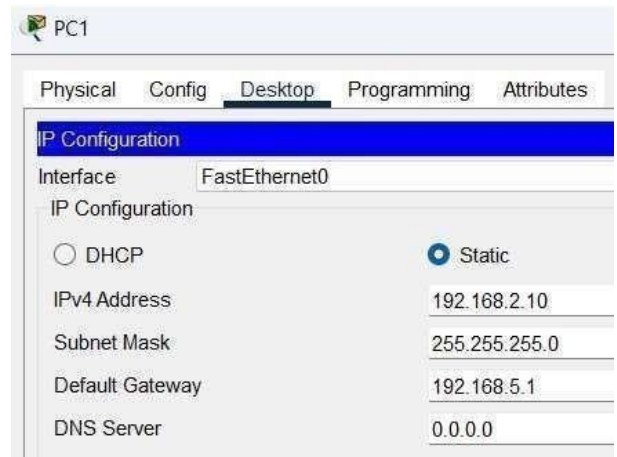 PC1
Physical Config Desktop Programming Attributes
IP Configuration
Interface FastEthernet0
IP Configuration
DHCP Static
IPv4 Address 192.168.2.10
Subnet Mask 255.255.255.0
Default Gateway 192.168.5.1
DNS Server 0.0.0.0